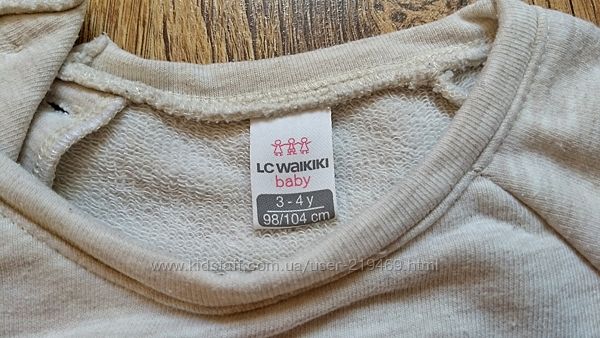 LC WAIKIKI
baby
3 - 4 y
98/104 cm
www.kidstaff.com.ua/user-219469.html